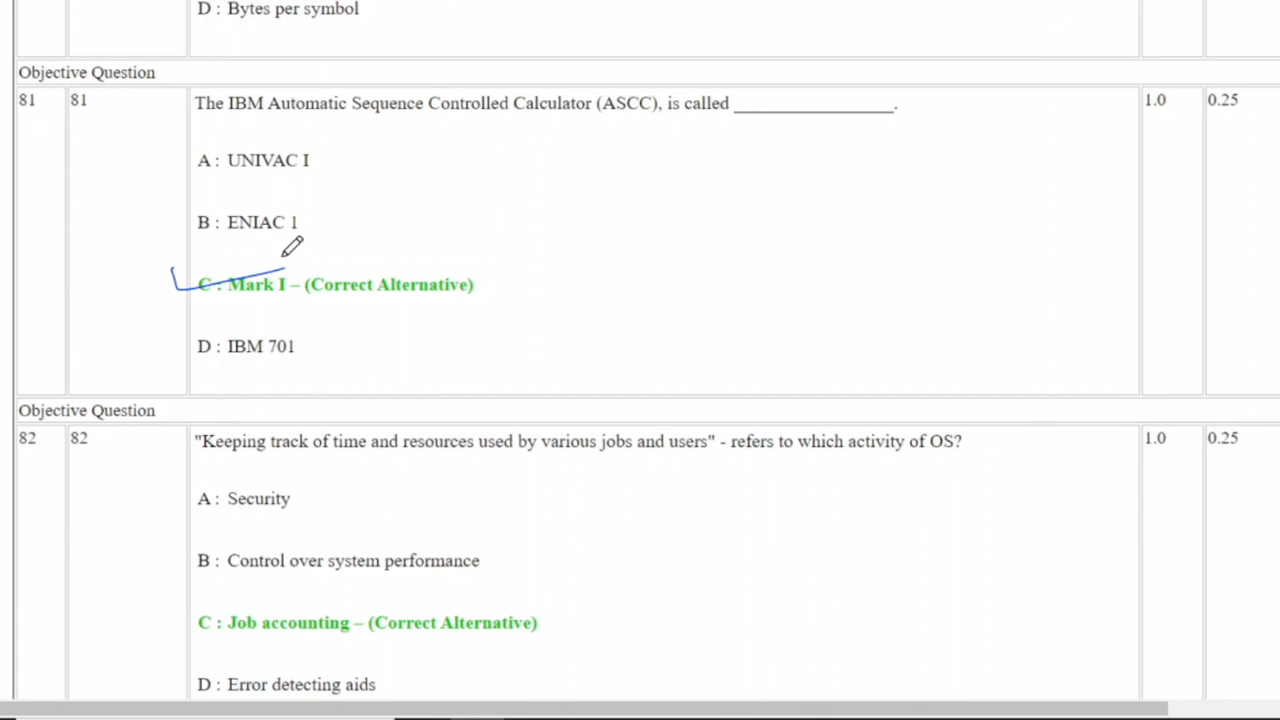 D : Bytes per symbol
Objective Question
81 81 The IBM Automatic Sequence Controlled Calculator (ASCC), is called _________________. 1.0 0.25
A : UNIVAC I
B : ENIAC 1
C : Mark I – (Correct Alternative)
D : IBM 701
Objective Question
82 82 "Keeping track of time and resources used by various jobs and users" - refers to which activity of OS? 1.0 0.25
A : Security
B : Control over system performance
C : Job accounting – (Correct Alternative)
D : Error detecting aids